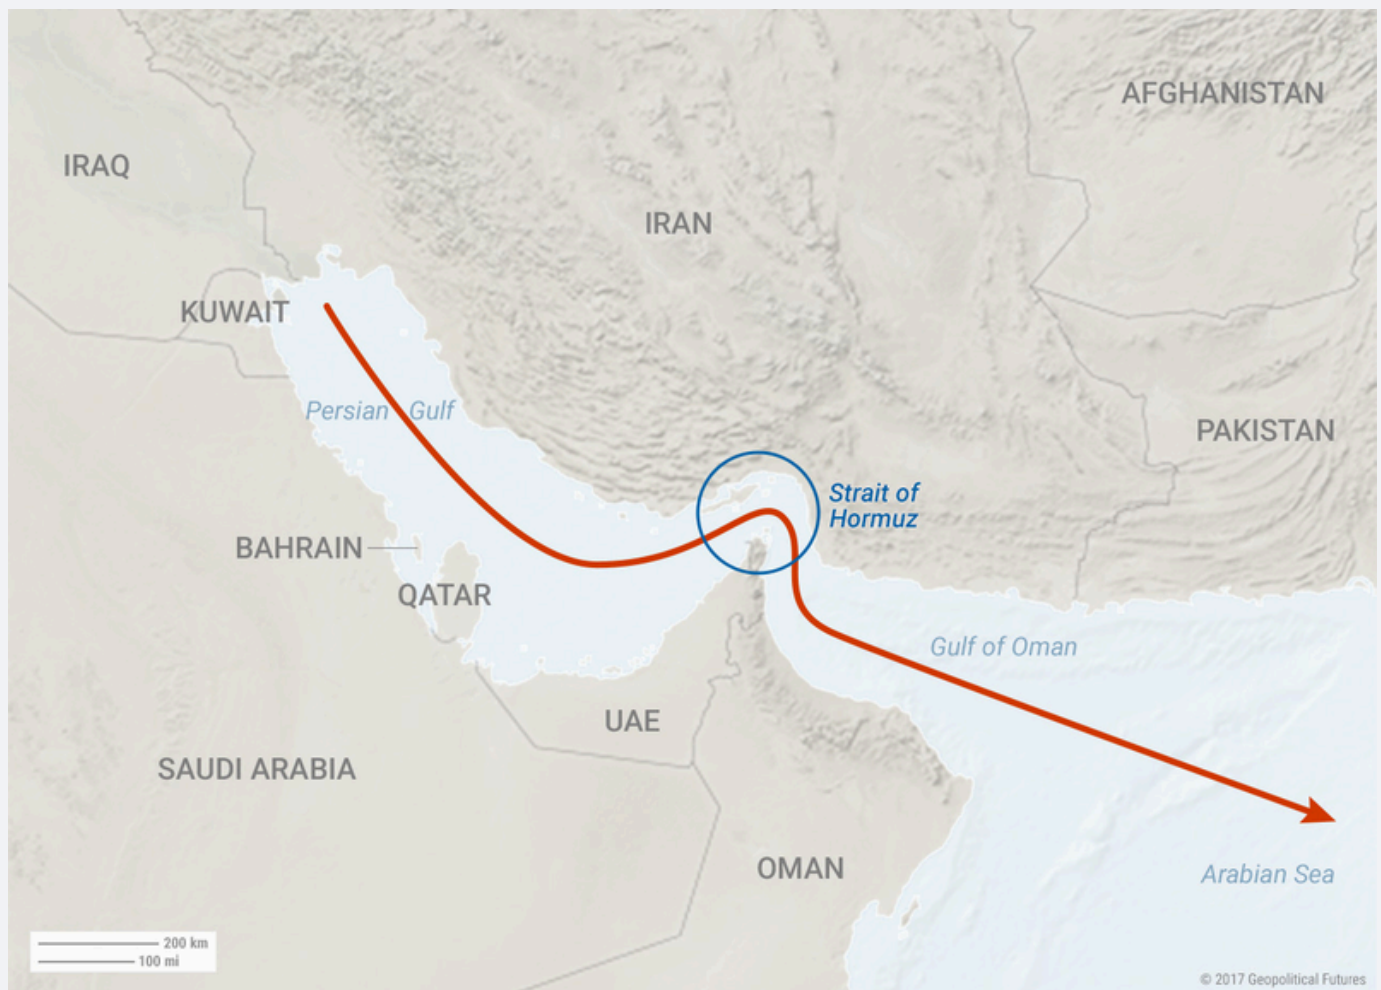 AFGHANISTAN
IRAQ
IRAN
KUWAIT
Persian Gulf
PAKISTAN
Strait of
Hormuz
BAHRAIN
QATAR
Gulf of Oman
UAE
SAUDI ARABIA
OMAN
Arabian Sea
200 km
100 mi
© 2017 Geopolitical Futures